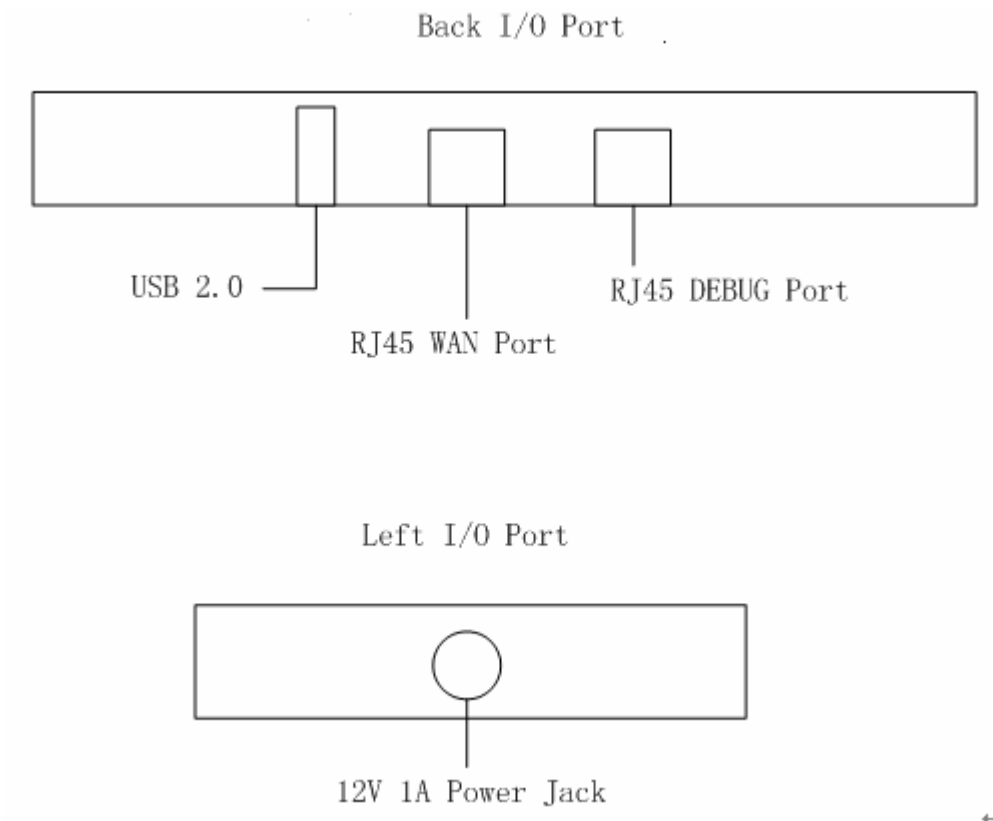 Back I/O Port
USB 2.0
RJ45 DEBUG Port
RJ45 WAN Port
Left I/O Port
12V 1A Power Jack